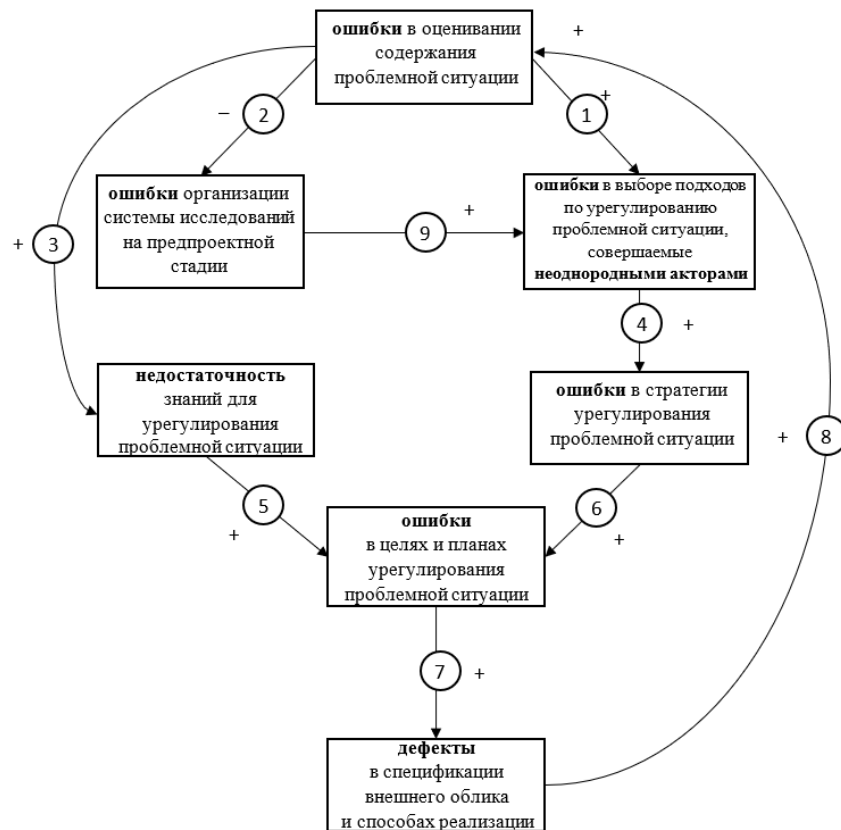 ошибки в оценивании
содержания
проблемной ситуации
+
– 2
+
1
ошибки организации
системы исследований
на предпроектной
стадии
ошибки в выборе подходов
по урегулированию
проблемной ситуации,
совершаемые
неоднородными акторами
+ 3
9 +
4 +
недостаточность
знаний для
урегулирования
проблемной ситуации
ошибки в стратегии
урегулирования
проблемной ситуации
+ 8
5
+
6
+
ошибки
в целях и планах
урегулирования
проблемной ситуации
7 +
дефекты
в спецификации
внешнего облика
и способах реализации